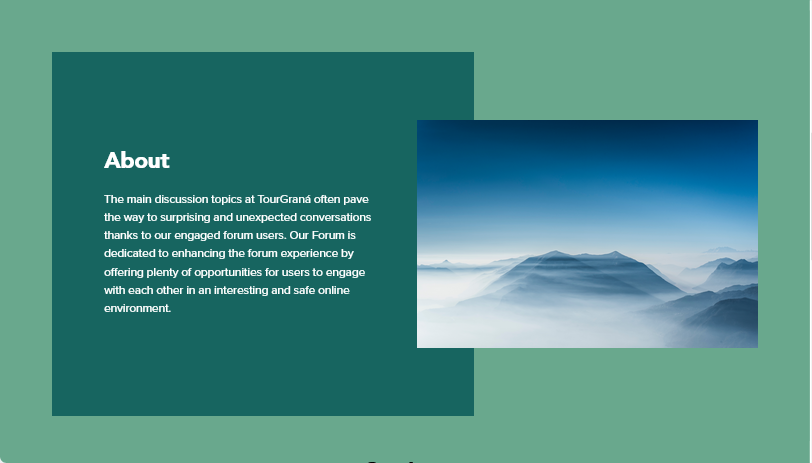 About
The main discussion topics at TourGraná often pave
the way to surprising and unexpected conversations
thanks to our engaged forum users. Our Forum is
dedicated to enhancing the forum experience by
offering plenty of opportunities for users to engage
with each other in an interesting and safe online
environment.